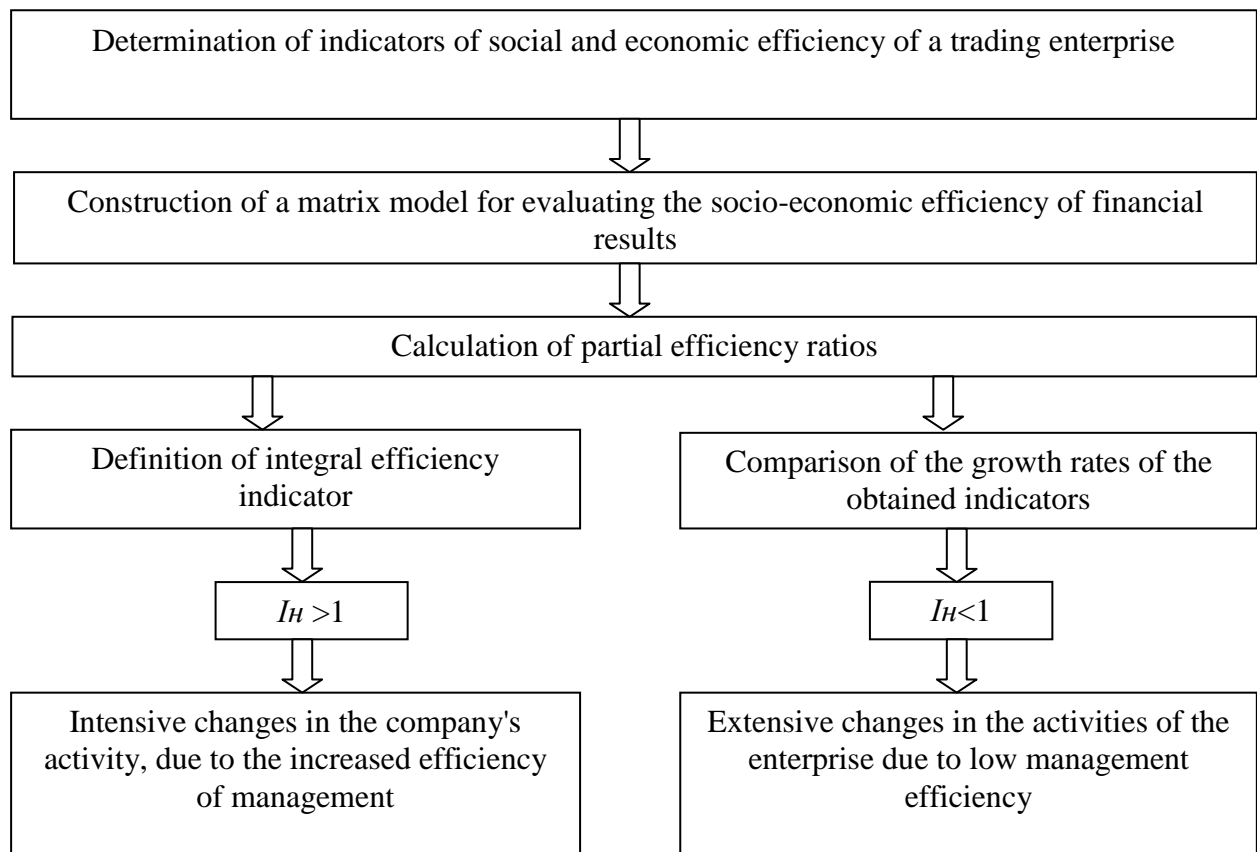 Determination of indicators of social and economic efficiency of a trading enterprise
Construction of a matrix model for evaluating the socio-economic efficiency of financial
results
Calculation of partial efficiency ratios
Definition of integral efficiency
indicator
Comparison of the growth rates of the
obtained indicators
IH >1
IH<1
Intensive changes in the company's
activity, due to the increased efficiency
of management
Extensive changes in the activities of the
enterprise due to low management
efficiency